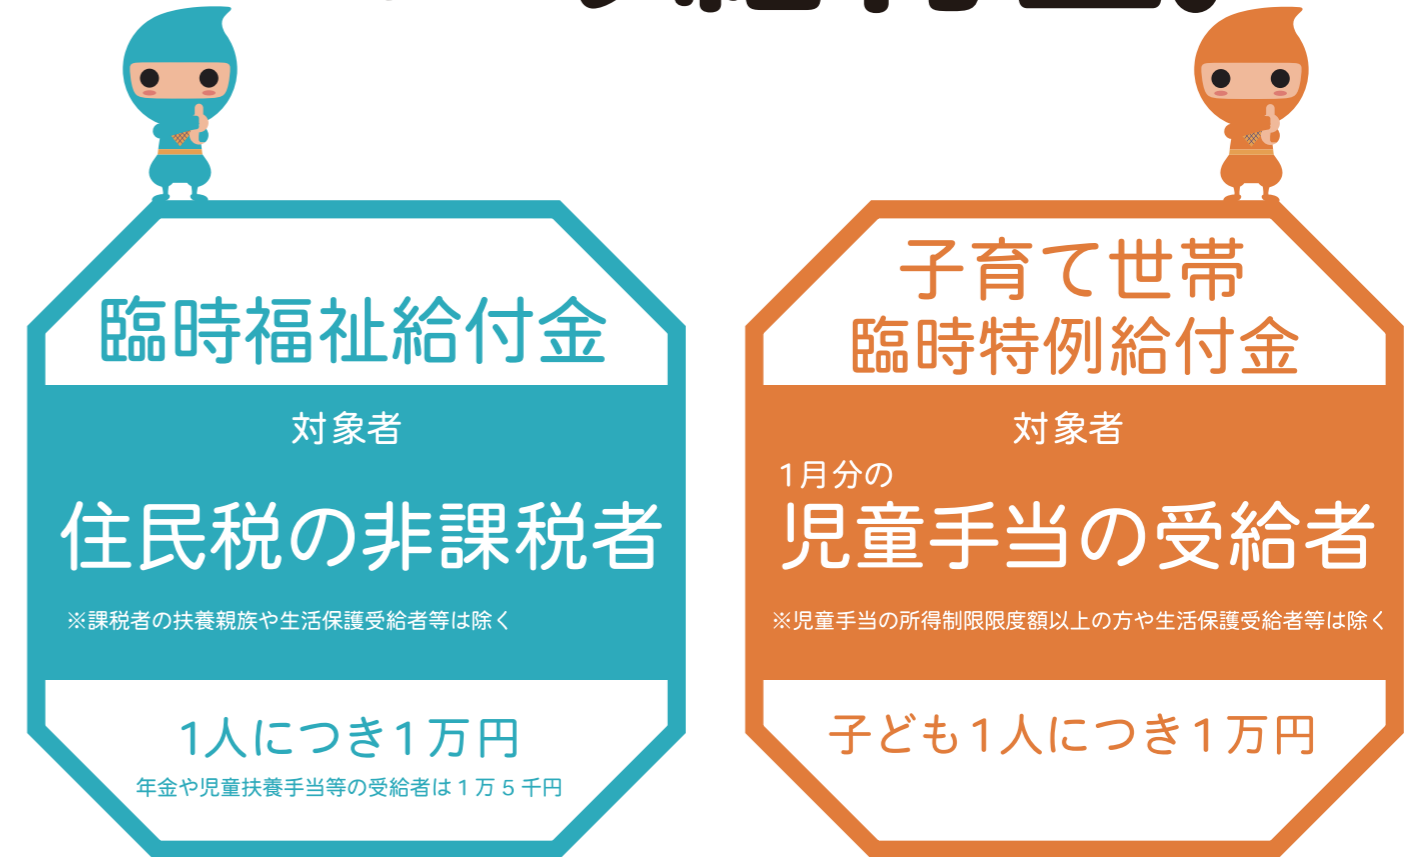 臨時福祉給付金
対象者
住民税の非課税者
※課税者の扶養親族や生活保護受給者等は除く
1人につき1万円
年金や児童扶養手当等の受給者は1万5千円
子育て世帯
臨時特例給付金
対象者
1月分の
児童手当の受給者
※児童手当の所得制限限度額以上の方や生活保護受給者等は除く
子ども1人につき1万円